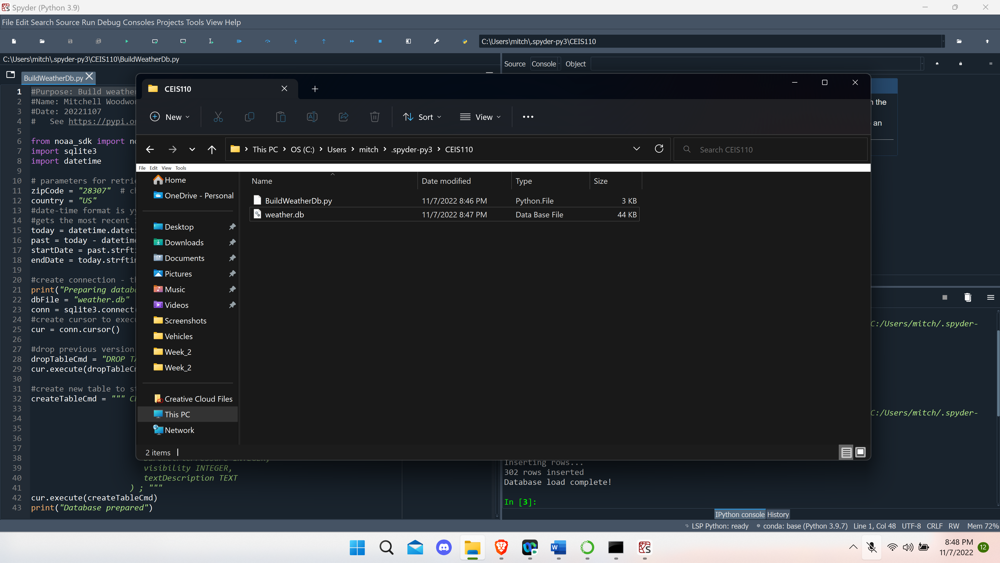 Spyder (Python 3.9)
File Edit Search Source Run Debug Consoles Projects Tools View Help
C:\Users\mitch\.spyder-py3\CEIS110
C:\Users\mitch\.spyder-py3\CEIS110\BuildWeatherDb.py
BuildWeatherDb.py
1 #Purpose: Build weather
2 #Name: Mitchell
3 #Date: 20221107
4 #   See https://pypi.
5
6 from noaa_sdk import
7 import sqlite3
8 import datetime
9
10 # parameters for
11 zipCode = "28307" #
12 country = "US"
13 #date-time format is
14 #gets the most recent
15 today = datetime.
16 past = today -
17 startDate = past.
18 endDate = today.
19
20 #create connection -
21 print("Preparing
22 dbFile = "weather.db"
23 conn = sqlite3.connect
24 #create cursor to
25 cur = conn.cursor()
26
27 #drop previous version
28 dropTableCmd = "DROP
29 cur.execute(
30
31 #create new table to
32 createTableCmd = """
33
34
35
36
37
38
39 visibility INTEGER,
40 textDescription TEXT
41 ) ; """
42 cur.execute(createTableCmd)
43 print("Database prepared")
Source Console Object
the
an
CEIS110
New Sort View
This PC > OS (C:) > Users > mitch > .spyder-py3 > CEIS110
Search CEIS110
File Edit View Tools
Home
OneDrive - Personal
Desktop
Downloads
Documents
Pictures
Music
Videos
Screenshots
Vehicles
Week_2
Week_2
Creative Cloud Files
This PC
Network
Name Date modified Type Size
BuildWeatherDb.py 11/7/2022 8:46 PM Python.File 3 KB
weather.db 11/7/2022 8:47 PM Data Base File 44 KB
2 items
C:/Users/mitch/.spyder-
C:/Users/mitch/.spyder-
Inserting rows...
302 rows inserted
Database load complete!
In [3]:
IPython console History
LSP Python: ready conda: base (Python 3.9.7) Line 1, Col 48 UTF-8 CRLF RW Mem 72%
8:48 PM
11/7/2022
12